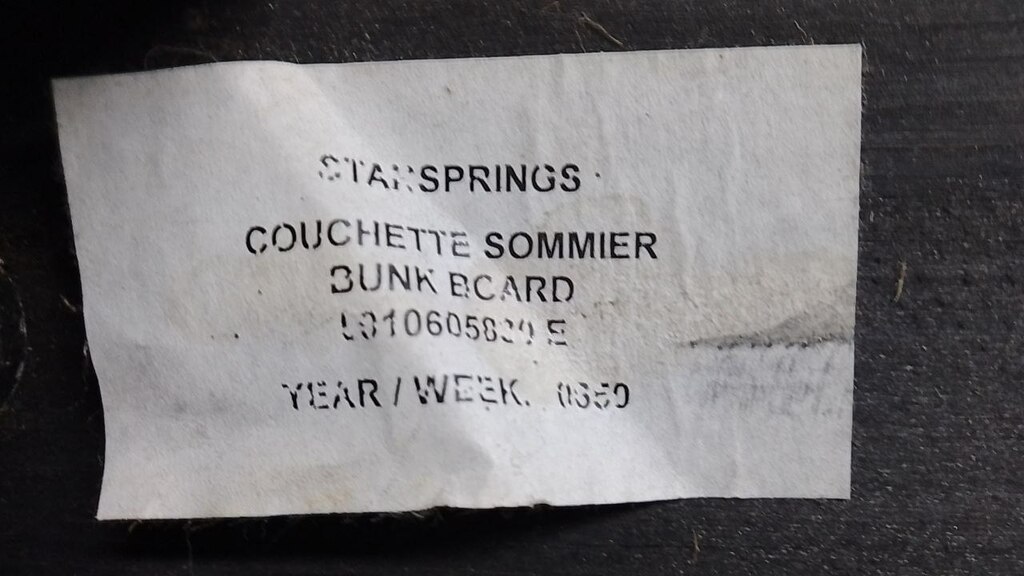 STARSPRINGS
COUCHETTE SOMMIER
BUNK BOARD
YEAR / WEEK.